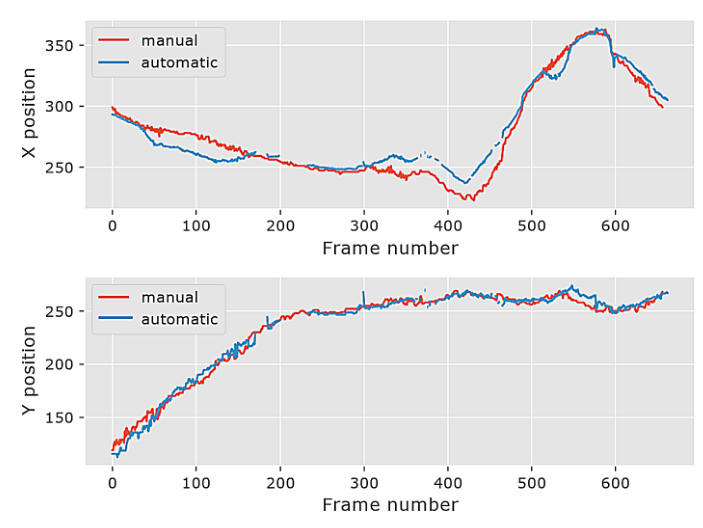 X position
350
300
250
manual
automatic
0 100 200 300 400 500 600
Frame number
Y position
250
200
150
manual
automatic
0 100 200 300 400 500 600
Frame number